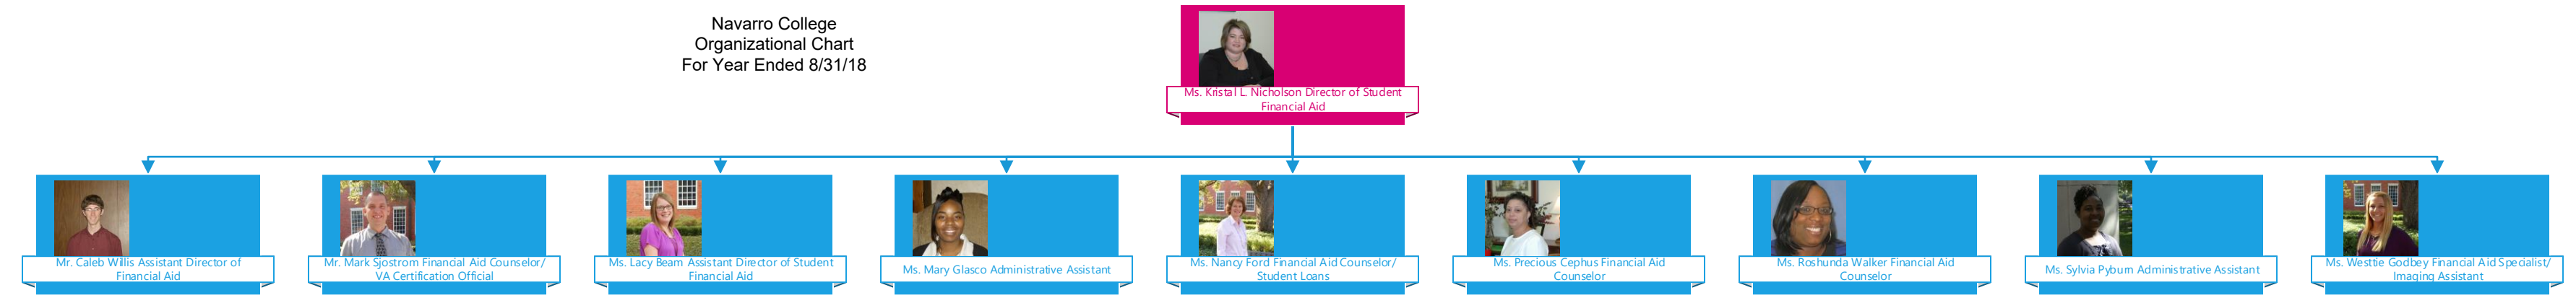 Navarro College
Organizational Chart
For Year Ended 8/31/18
Ms. Kristal L. Nicholson Director of Student
Financial Aid
Mr. Caleb Willis Assistant Director of
Financial Aid
Mr. Mark Sjostrom Financial Aid Counselor/
VA Certification Official
Ms. Lacy Beam Assistant Director of Student
Financial Aid
Ms. Mary Glasco Administrative Assistant
Ms. Nancy Ford Financial Aid Counselor/
Student Loans
Ms. Precious Cephus Financial Aid
Counselor
Ms. Roshunda Walker Financial Aid
Counselor
Ms. Sylvia Pyburn Administrative Assistant
Ms. Westtie Godbey Financial Aid Specialist/
Imaging Assistant